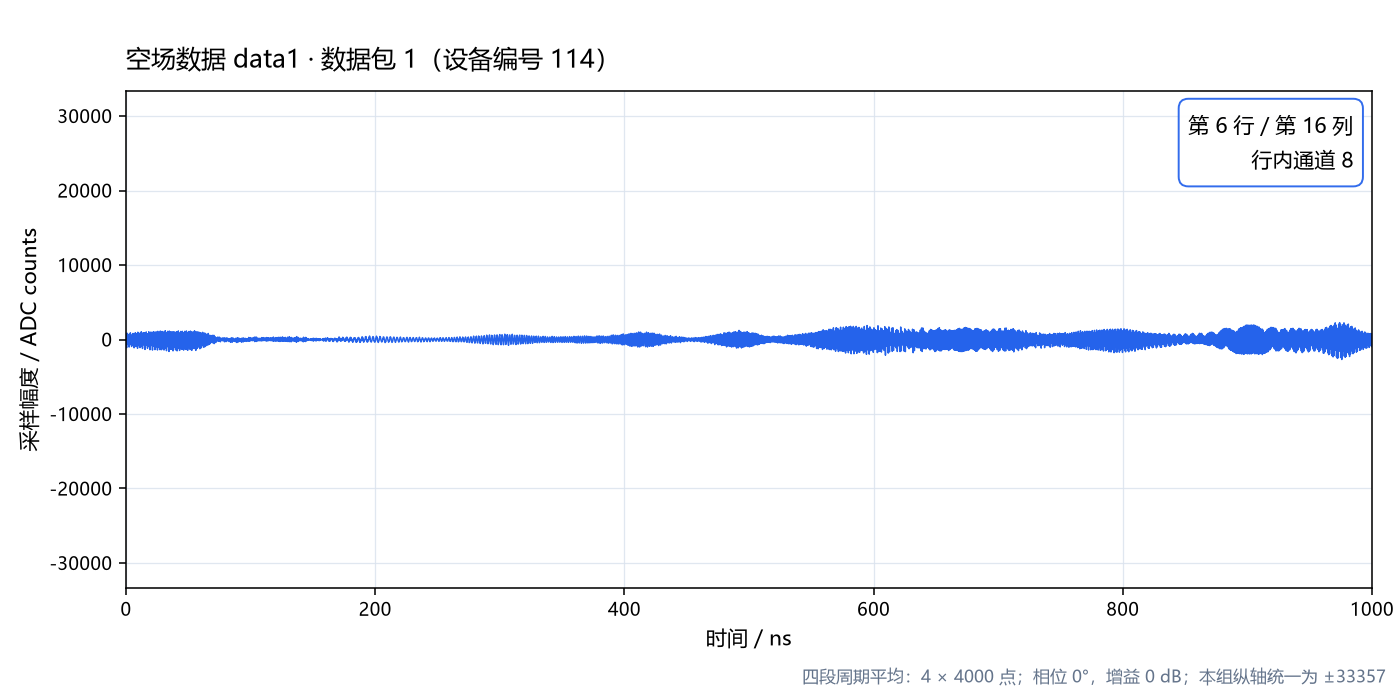 空场数据 data1 · 数据包 1（设备编号 114）
第 6 行 / 第 16 列
行内通道 8
采样幅度 / ADC counts
30000
20000
10000
0
-10000
-20000
-30000
0 200 400 600 800 1000
时间 / ns
四段周期平均：4 × 4000 点；相位 0°，增益 0 dB；本组纵轴统一为 ±33357